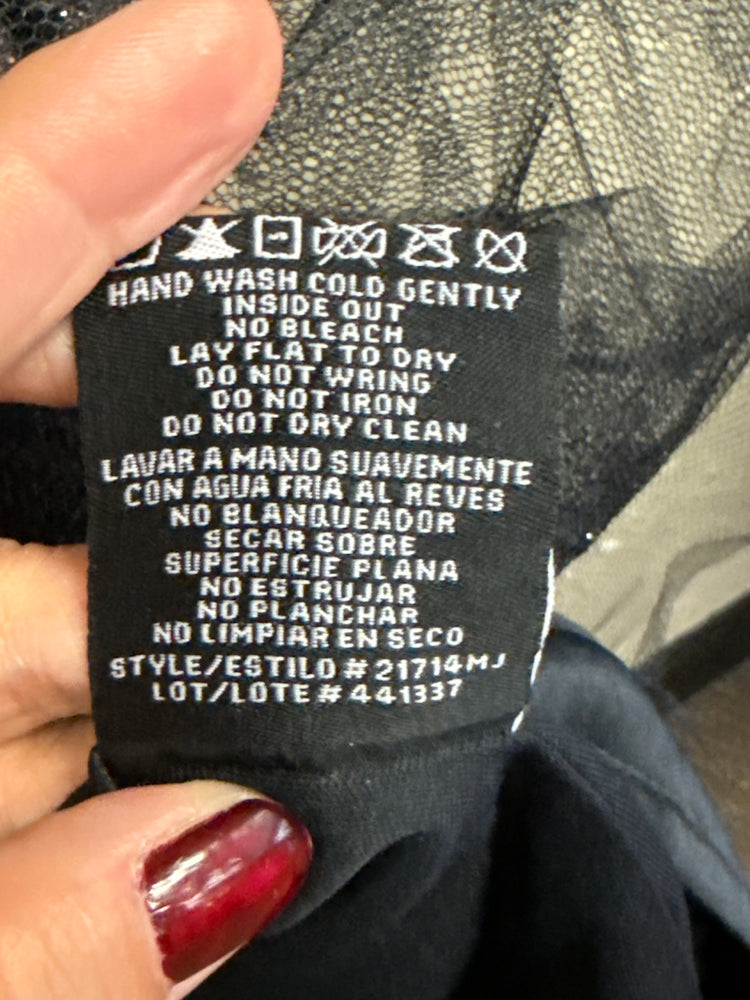 HAND WASH COLD GENTLY
INSIDE OUT
NO BLEACH
LAY FLAT TO DRY
DO NOT WRING
DO NOT IRON
DO NOT DRY CLEAN
LAVAR A MANO SUAVEMENTE
CON AGUA FRIA AL REVES
NO BLANQUEADOR
SECAR SOBRE
SUPERFICIE PLANA
NO ESTRUJAR
NO PLANCHAR
NO LIMPIAR EN SECO
STYLE/ESTILO # 21714MJ
LOT/LOTE # 441337